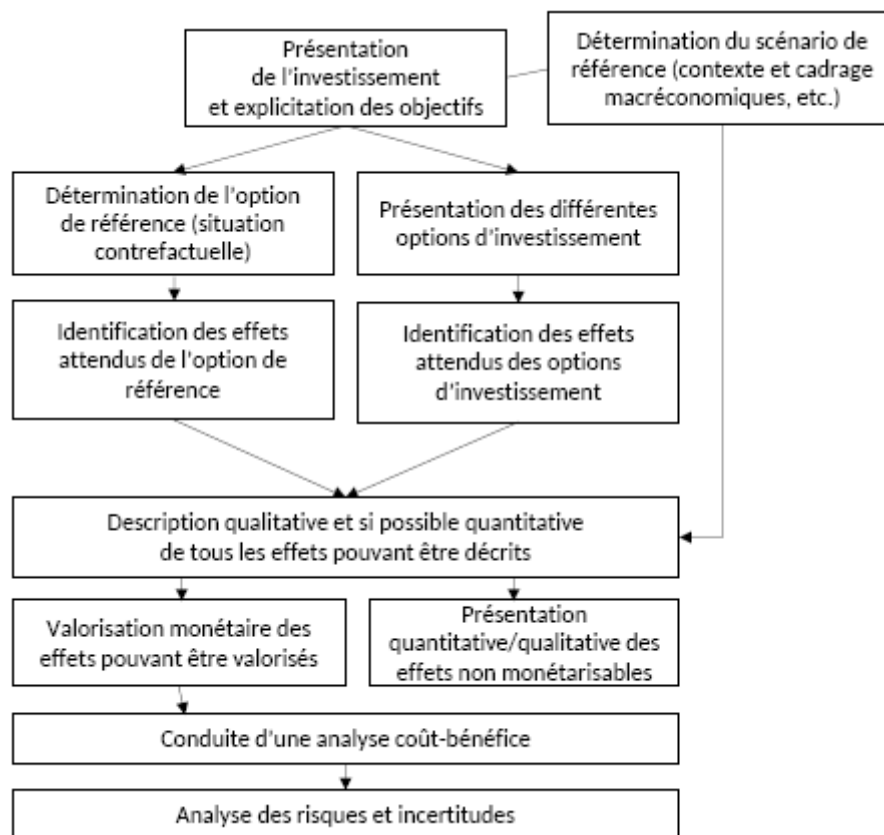 Présentation
de l'investissement
et explicitation des objectifs
Détermination du scénario de
référence (contexte et cadrage
macréconomiques, etc.)
Détermination de l'option
de référence (situation
contrefactuelle)
Présentation des différentes
options d'investissement
Identification des effets
attendus de l'option de
référence
Identification des effets
attendus des options
d'investissement
Description qualitative et si possible quantitative
de tous les effets pouvant être décrits
Valorisation monétaire des
effets pouvant être valorisés
Présentation
quantitative/qualitative des
effets non monétarisables
Conduite d'une analyse coût-bénéfice
Analyse des risques et incertitudes